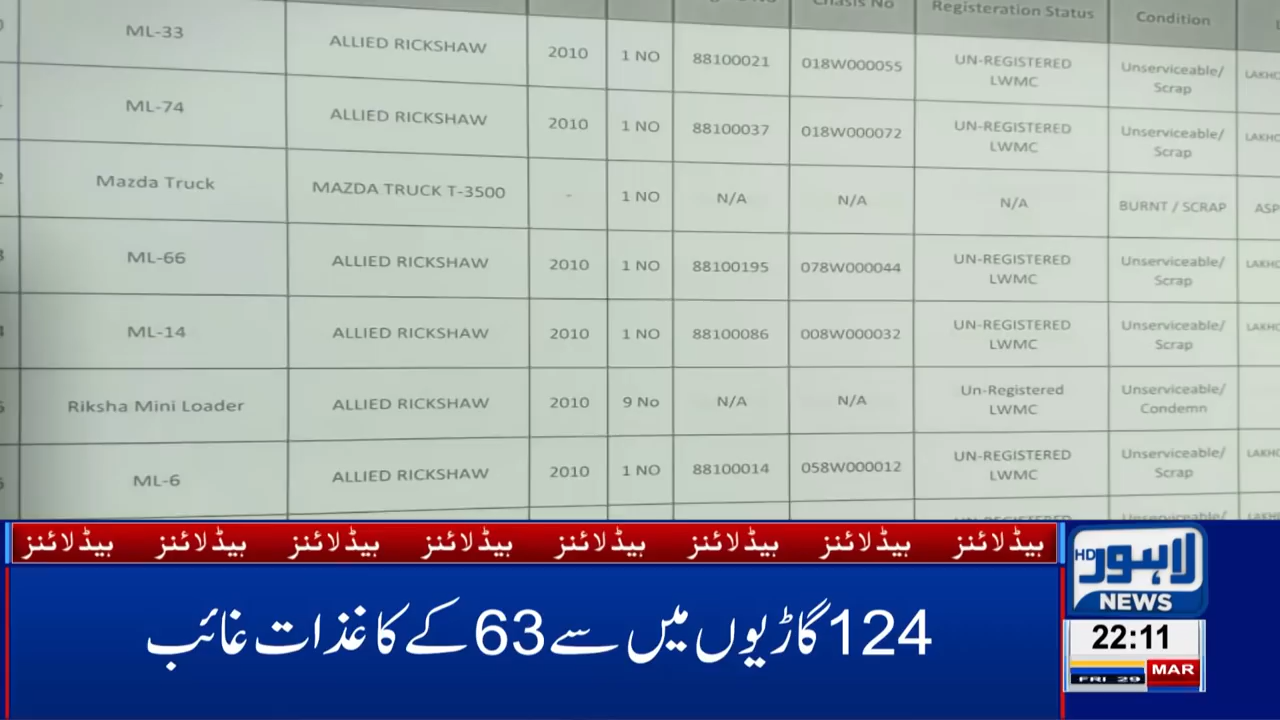 Chasis No
Registeration Status
Condition
ML-33
ALLIED RICKSHAW
2010
1 NO
88100021
018W000055
UN-REGISTERED
LWMC
Unserviceable/
Scrap
ML-74
ALLIED RICKSHAW
2010
1 NO
88100037
018W000072
UN-REGISTERED
LWMC
Unserviceable/
Scrap
Mazda Truck
MAZDA TRUCK T-3500
-
1 NO
N/A
N/A
N/A
BURNT / SCRAP
ML-66
ALLIED RICKSHAW
2010
1 NO
88100195
078W000044
UN-REGISTERED
LWMC
Unserviceable/
Scrap
ML-14
ALLIED RICKSHAW
2010
1 NO
88100086
008W000032
UN-REGISTERED
LWMC
Unserviceable/
Scrap
Riksha Mini Loader
ALLIED RICKSHAW
2010
9 No
N/A
N/A
Un-Registered
LWMC
Unserviceable/
Condemn
ML-6
ALLIED RICKSHAW
2010
1 NO
88100014
058W000012
UN-REGISTERED
LWMC
Unserviceable/
Scrap
ہیڈلائنز ہیڈلائنز ہیڈلائنز ہیڈلائنز ہیڈلائنز ہیڈلائنز ہیڈلائنز ہیڈلائنز
124 گاڑیوں میں سے 63 کے کاغذات غائب
HD
لاہور
NEWS
22:11
FRI 29 MAR